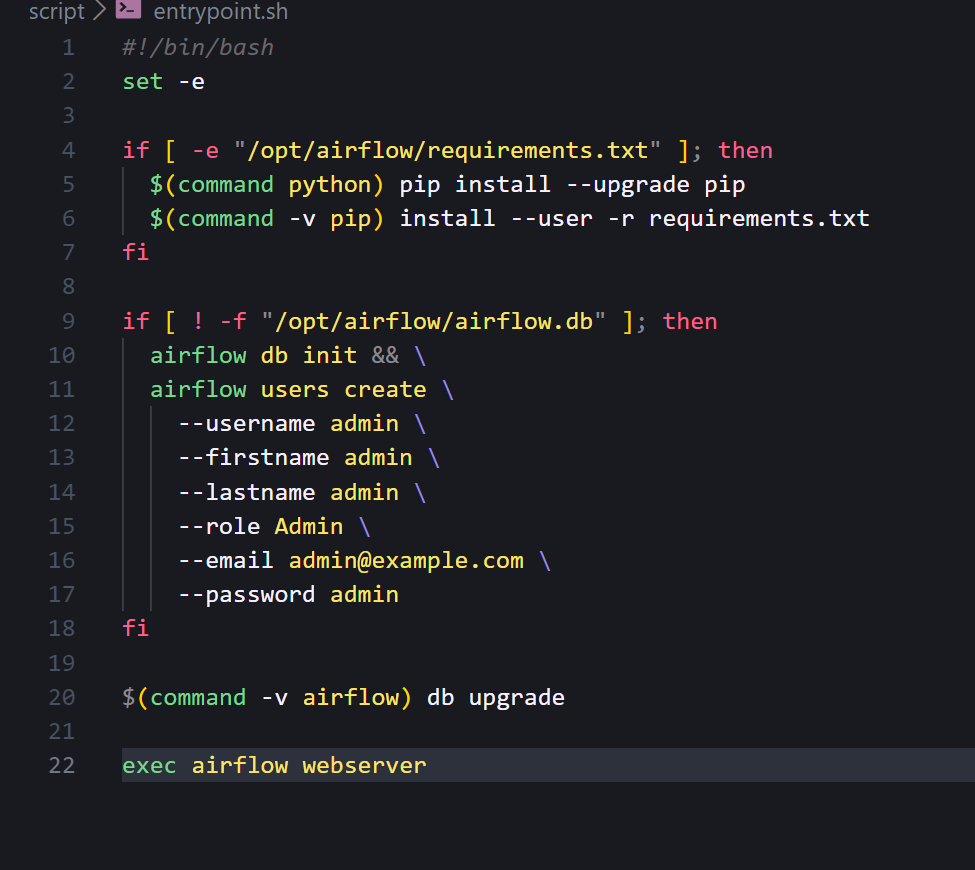 script > entrypoint.sh
1 #!/bin/bash
2 set -e
3
4 if [ -e "/opt/airflow/requirements.txt" ]; then
5   $(command python) pip install --upgrade pip
6   $(command -v pip) install --user -r requirements.txt
7 fi
8
9 if [ ! -f "/opt/airflow/airflow.db" ]; then
10   airflow db init && \
11   airflow users create \
12     --username admin \
13     --firstname admin \
14     --lastname admin \
15     --role Admin \
16     --email admin@example.com \
17     --password admin
18 fi
19
20 $(command -v airflow) db upgrade
21
22 exec airflow webserver